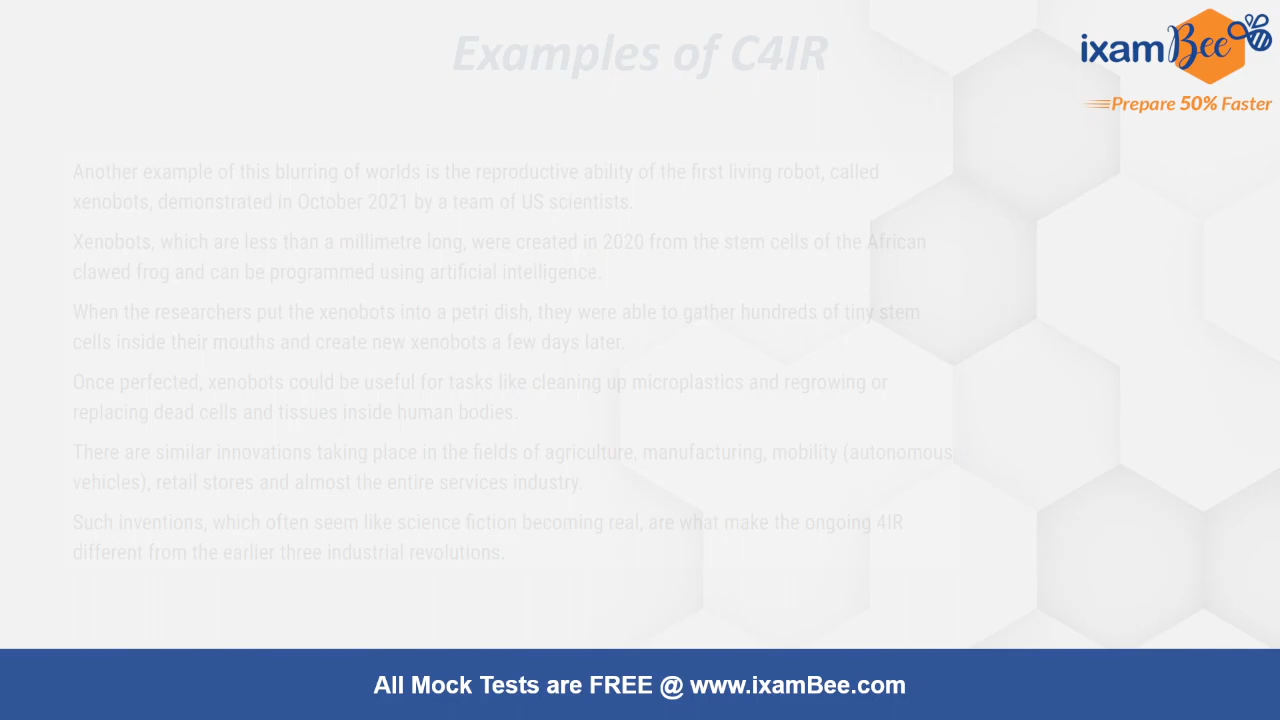 Examples of C4IR
ixamBee
Prepare 50% Faster
Another example of this blurring of worlds is the reproductive ability of the first living robot, called
xenobots, demonstrated in October 2021 by a team of US scientists.
Xenobots, which are less than a millimetre long, were created in 2020 from the stem cells of the African
clawed frog and can be programmed using artificial intelligence.
When the researchers put the xenobots into a petri dish, they were able to gather hundreds of tiny stem
cells inside their mouths and create new xenobots a few days later.
Once perfected, xenobots could be useful for tasks like cleaning up microplastics and regrowing or
replacing dead cells and tissues inside human bodies.
There are similar innovations taking place in the fields of agriculture, manufacturing, mobility (autonomous
vehicles), retail stores and almost the entire services industry.
Such inventions, which often seem like science fiction becoming real, are what make the ongoing 4IR
different from the earlier three industrial revolutions.
All Mock Tests are FREE @ www.ixamBee.com